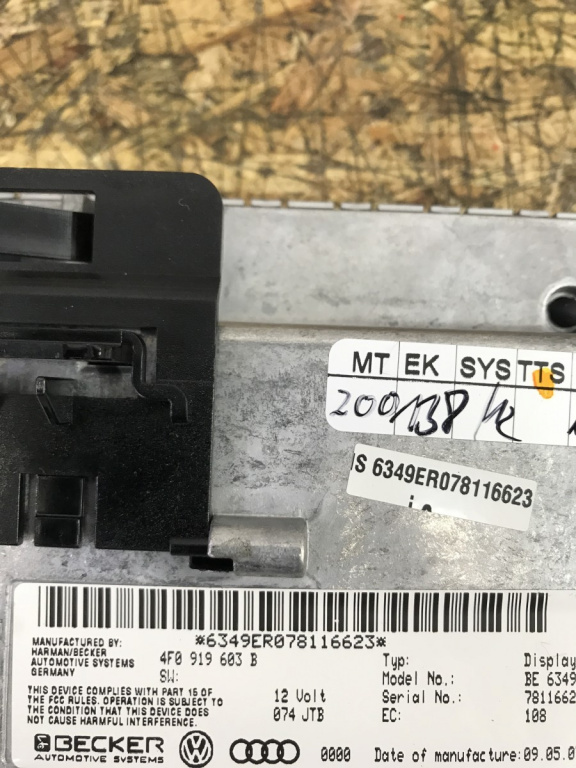 MT EK SYS TTS
200 138
IS 6349ER078116623
*6349ER078116623*
MANUFACTURED BY:
HARMAN/BECKER
AUTOMOTIVE SYSTEMS
GERMANY
4F0 919 603 B
SW:
THIS DEVICE COMPLIES WITH PART 15 OF
THE FCC RULES. OPERATION IS SUBJECT TO
THE CONDITION THAT THIS DEVICE DOES
NOT CAUSE HARMFUL INTERFERENCE.
12 Volt
074 JTB
Typ: Display
Model No.: BE 6349
Serial No.: 7811662
EC: 108
BECKER
AUTOMOTIVE SYSTEMS
0000 Date of manufacture: 09.05.0